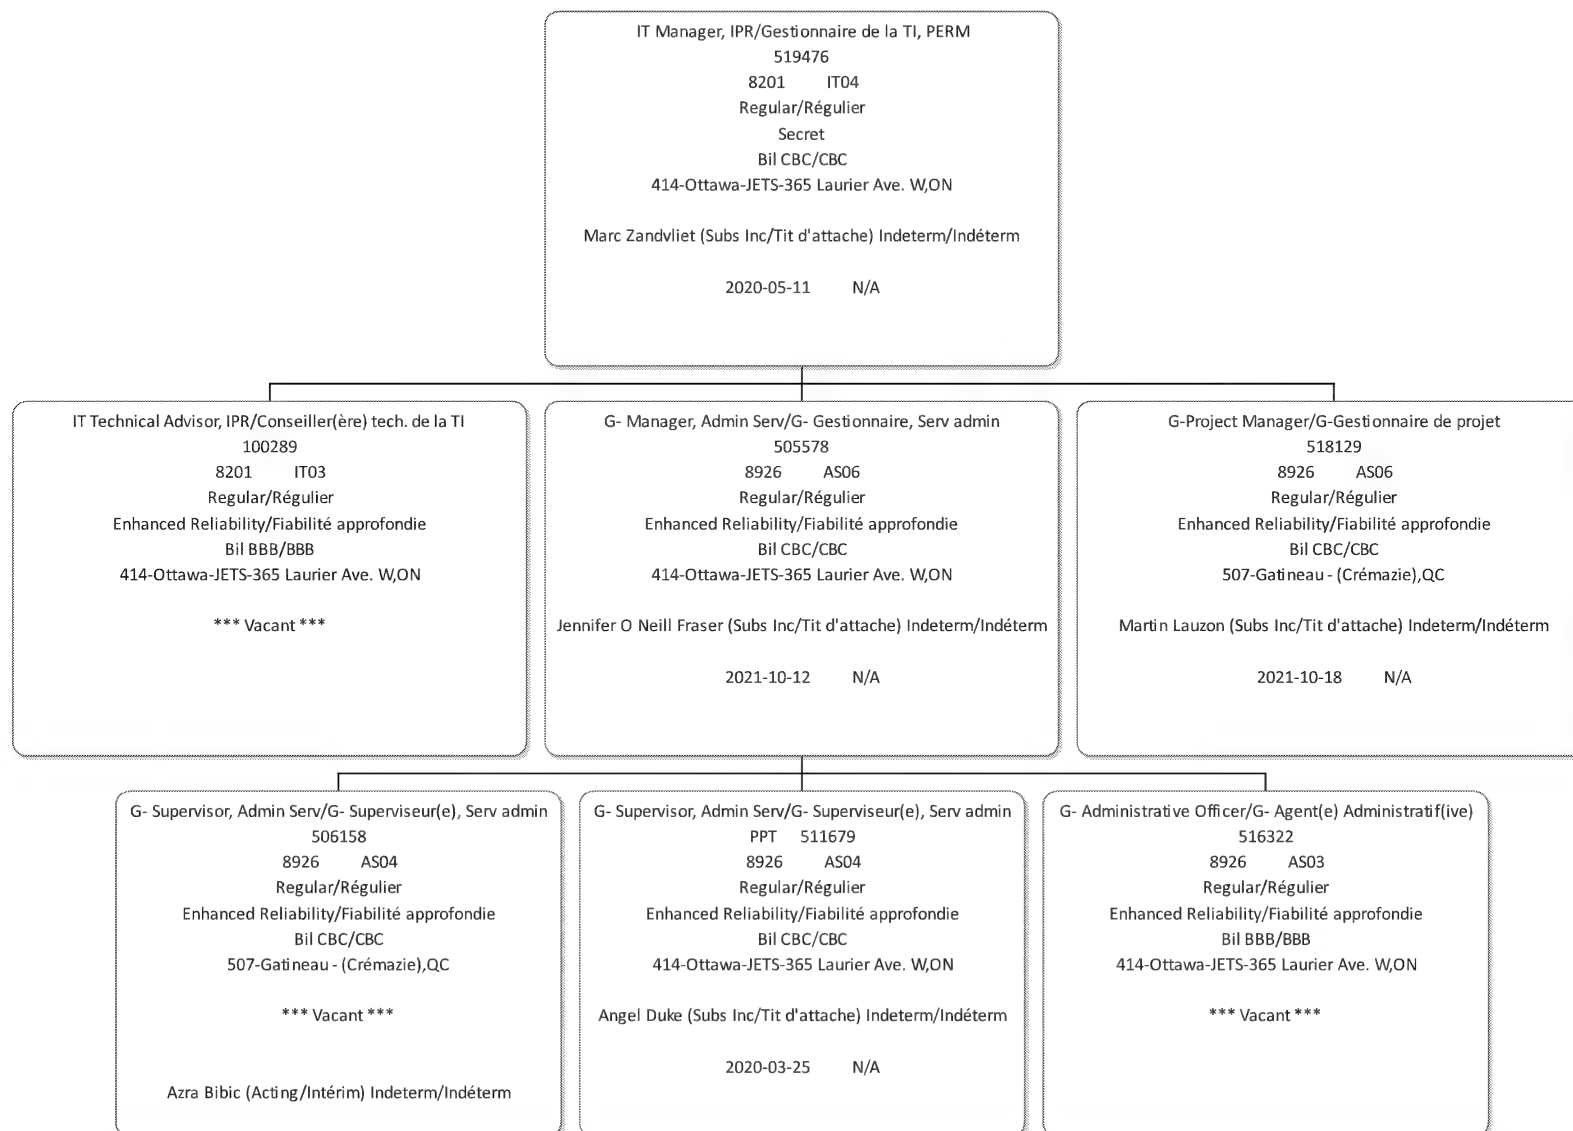 IT Manager, IPR/Gestionnaire de la TI, PERM
519476
8201 IT04
Regular/Régulier
Secret
Bil CBC/CBC
414-Ottawa-JETS-365 Laurier Ave. W,ON
Marc Zandvliet (Subs Inc/Tit d'attache) Indeterm/Indéterm
2020-05-11 N/A
IT Technical Advisor, IPR/Conseiller(ère) tech. de la TI
100289
8201 IT03
Regular/Régulier
Enhanced Reliability/Fiabilité approfondie
Bil BBB/BBB
414-Ottawa-JETS-365 Laurier Ave. W,ON
*** Vacant ***
G- Manager, Admin Serv/G- Gestionnaire, Serv admin
505578
8926 AS06
Regular/Régulier
Enhanced Reliability/Fiabilité approfondie
Bil CBC/CBC
414-Ottawa-JETS-365 Laurier Ave. W,ON
Jennifer O Neill Fraser (Subs Inc/Tit d'attache) Indeterm/Indéterm
2021-10-12 N/A
G-Project Manager/G-Gestionnaire de projet
518129
8926 AS06
Regular/Régulier
Enhanced Reliability/Fiabilité approfondie
Bil CBC/CBC
507-Gatineau - (Crémazie),QC
Martin Lauzon (Subs Inc/Tit d'attache) Indeterm/Indéterm
2021-10-18 N/A
G- Supervisor, Admin Serv/G- Superviseur(e), Serv admin
506158
8926 AS04
Regular/Régulier
Enhanced Reliability/Fiabilité approfondie
Bil CBC/CBC
507-Gatineau - (Crémazie),QC
*** Vacant ***
Azra Bibic (Acting/Intérim) Indeterm/Indéterm
G- Supervisor, Admin Serv/G- Superviseur(e), Serv admin
PPT 511679
8926 AS04
Regular/Régulier
Enhanced Reliability/Fiabilité approfondie
Bil CBC/CBC
414-Ottawa-JETS-365 Laurier Ave. W,ON
Angel Duke (Subs Inc/Tit d'attache) Indeterm/Indéterm
2020-03-25 N/A
G- Administrative Officer/G- Agent(e) Administratif(ive)
516322
8926 AS03
Regular/Régulier
Enhanced Reliability/Fiabilité approfondie
Bil BBB/BBB
414-Ottawa-JETS-365 Laurier Ave. W,ON
*** Vacant ***